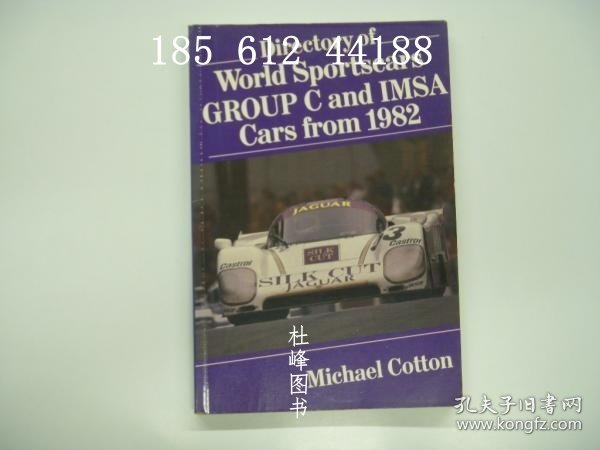 185 612 44188
Directory of
World Sportscars
GROUP C and IMSA
Cars from 1982
JAGUAR
SILK
CUT
3
Castrol
Castrol
SILK CUT
JAGUAR
杜峰图书
Michael Cotton
孔夫子旧书网
www.kongfz.com